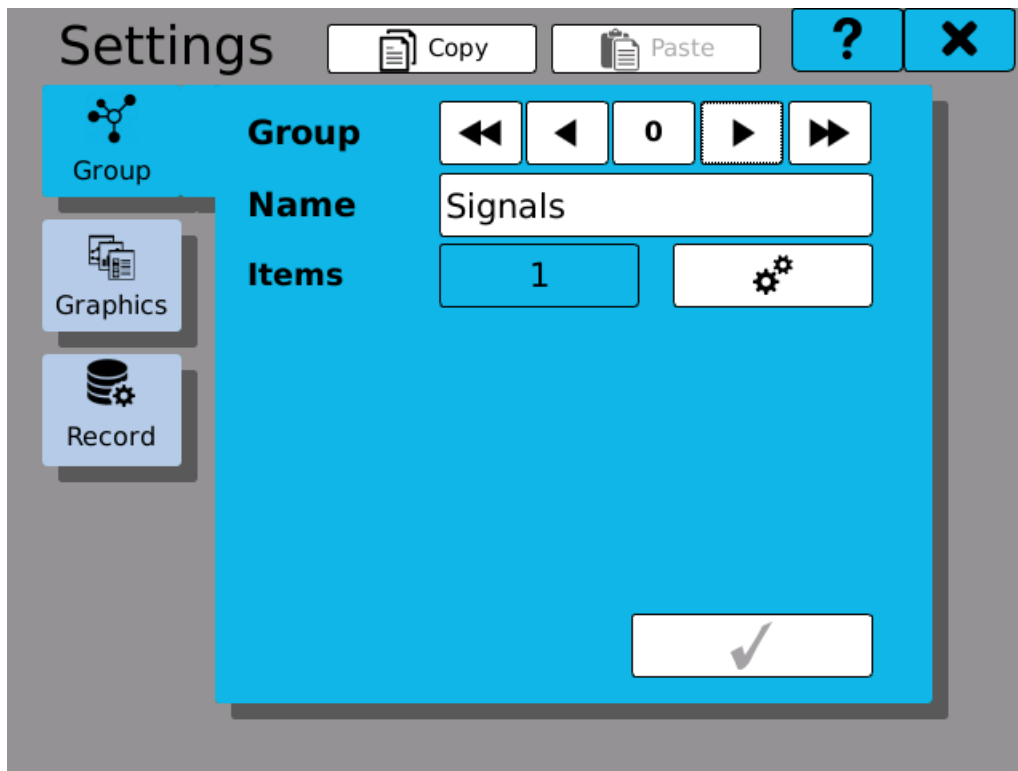 Settings
Copy
Paste
?
Group
Group
0
Name
Signals
Graphics
Items
1
Record